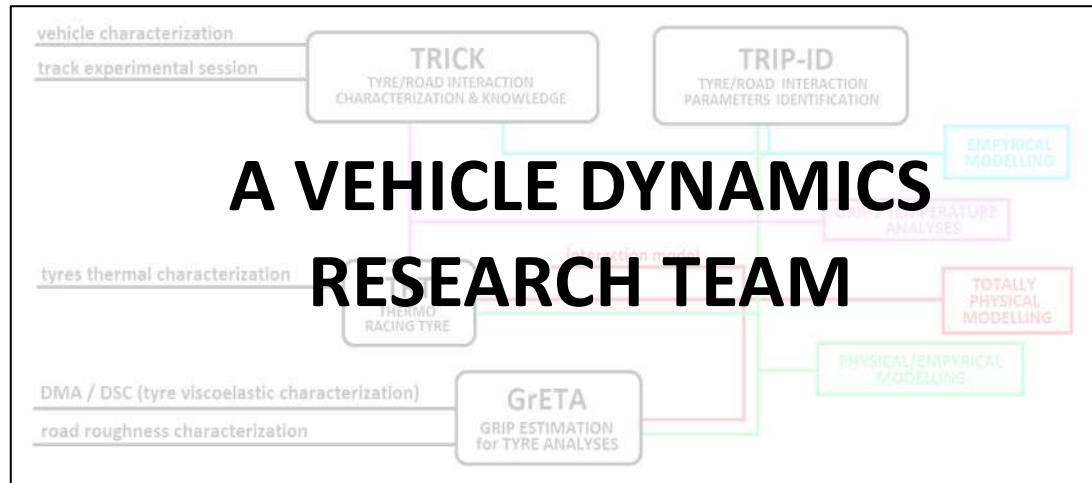 vehicle characterization
track experimental session
TRICK
TYRE/ROAD INTERACTION
CHARACTERIZATION & KNOWLEDGE
TRIP-ID
TYRE/ROAD INTERACTION
PARAMETERS IDENTIFICATION
EMPYRICAL
MODELLING
A VEHICLE DYNAMICS
RESEARCH TEAM
GRIP / TEMPERATURE
ANALYSES
interaction model
tyres thermal characterization
THERMO
RACING TYRE
TOTALLY
PHYSICAL
MODELLING
PHYSICAL/EMPYRICAL
MODELLING
DMA / DSC (tyre viscoelastic characterization)
road roughness characterization
GrETA
GRIP ESTIMATION
for TYRE ANALYSES